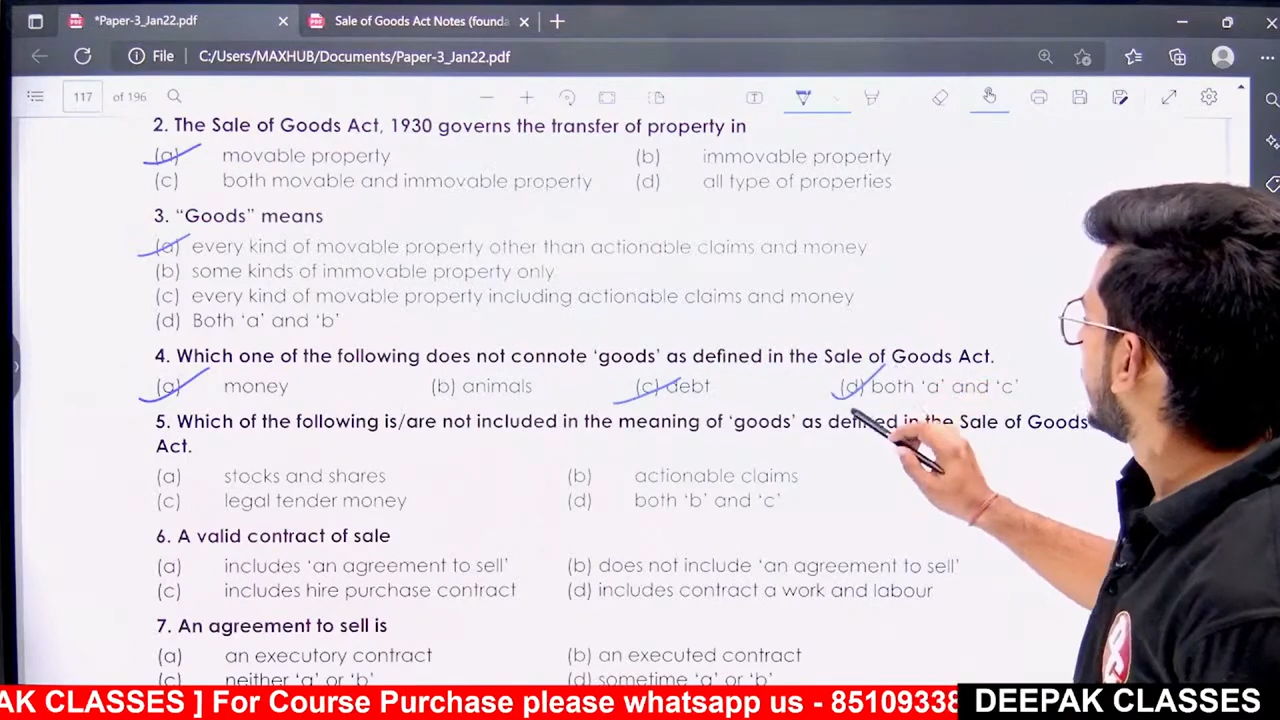 *Paper-3_Jan22.pdf
Sale of Goods Act Notes (founda
File
C:/Users/MAXHUB/Documents/Paper-3_Jan22.pdf
117 of 196
2. The Sale of Goods Act, 1930 governs the transfer of property in
(a) movable property (b) immovable property
(c) both movable and immovable property (d) all type of properties
3. “Goods” means
(a) every kind of movable property other than actionable claims and money
(b) some kinds of immovable property only
(c) every kind of movable property including actionable claims and money
(d) Both ‘a’ and ‘b’
4. Which one of the following does not connote ‘goods’ as defined in the Sale of Goods Act.
(a) money (b) animals (c) debt (d) both ‘a’ and ‘c’
5. Which of the following is/are not included in the meaning of ‘goods’ as defined in the Sale of Goods
Act.
(a) stocks and shares (b) actionable claims
(c) legal tender money (d) both ‘b’ and ‘c’
6. A valid contract of sale
(a) includes ‘an agreement to sell’ (b) does not include ‘an agreement to sell’
(c) includes hire purchase contract (d) includes contract a work and labour
7. An agreement to sell is
(a) an executory contract (b) an executed contract
(c) neither ‘a’ or ‘b’ (d) sometime ‘a’ or ‘b’
PAK CLASSES ] For Course Purchase please whatsapp us - 8510933
DEEPAK CLASSES